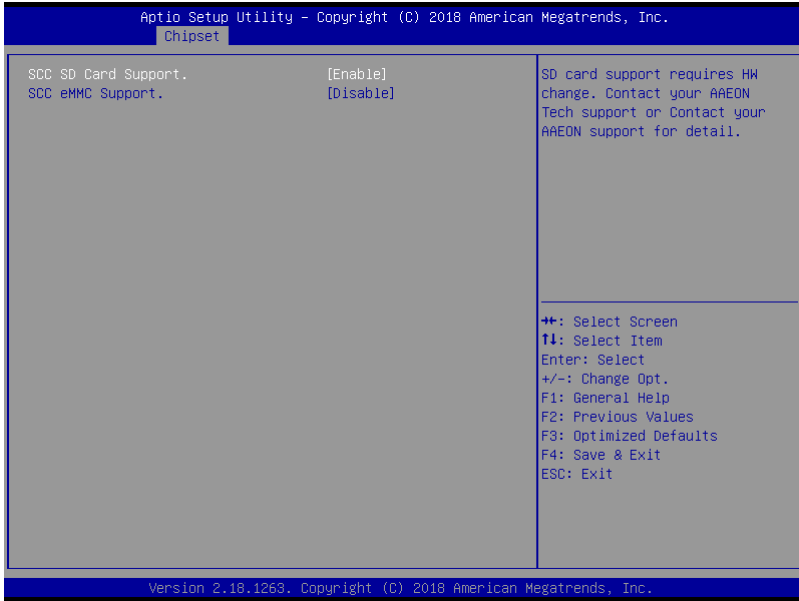 Aptio Setup Utility – Copyright (C) 2018 American Megatrends, Inc.
Chipset
SCC SD Card Support. [Enable]
SCC eMMC Support. [Disable]
SD card support requires HW
change. Contact your AAEON
Tech support or Contact your
AAEON support for detail.
→←: Select Screen
↑↓: Select Item
Enter: Select
+/-: Change Opt.
F1: General Help
F2: Previous Values
F3: Optimized Defaults
F4: Save & Exit
ESC: Exit
Version 2.18.1263. Copyright (C) 2018 American Megatrends, Inc.